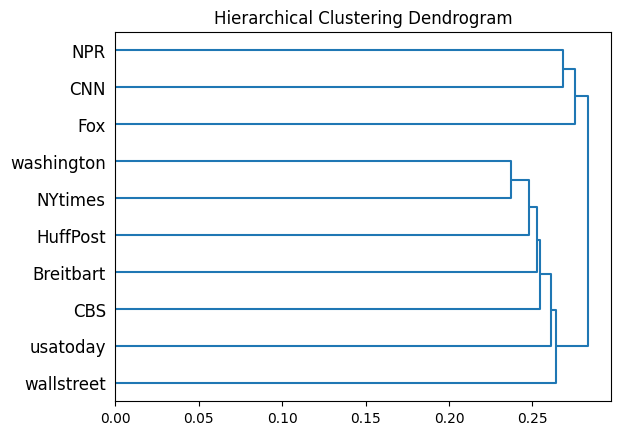 Hierarchical Clustering Dendrogram
NPR
CNN
Fox
washington
NYtimes
HuffPost
Breitbart
CBS
usatoday
wallstreet
0.00 0.05 0.10 0.15 0.20 0.25